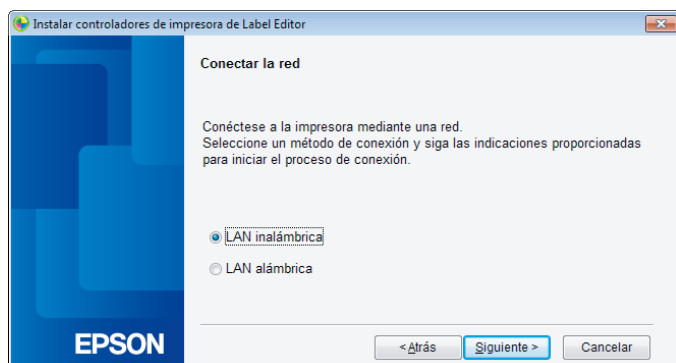 Instalar controladores de impresora de Label Editor
Conectar la red
Conéctese a la impresora mediante una red.
Seleccione un método de conexión y siga las indicaciones proporcionadas
para iniciar el proceso de conexión.
LAN inalámbrica
LAN alámbrica
EPSON
< Atrás
Siguiente >
Cancelar